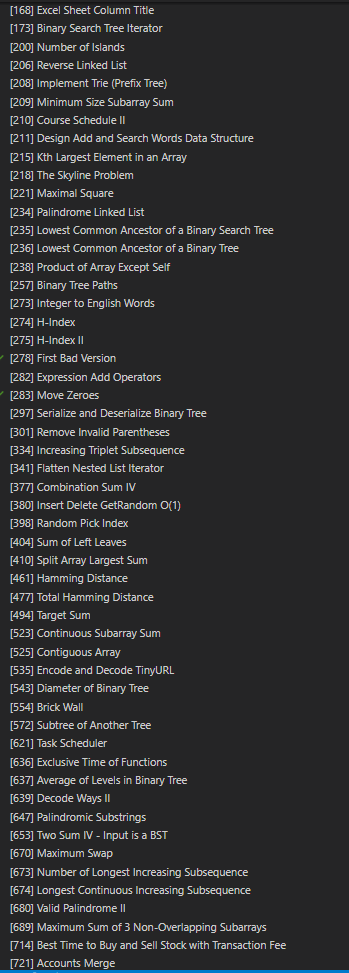 [168] Excel Sheet Column Title
[173] Binary Search Tree Iterator
[200] Number of Islands
[206] Reverse Linked List
[208] Implement Trie (Prefix Tree)
[209] Minimum Size Subarray Sum
[210] Course Schedule II
[211] Design Add and Search Words Data Structure
[215] Kth Largest Element in an Array
[218] The Skyline Problem
[221] Maximal Square
[234] Palindrome Linked List
[235] Lowest Common Ancestor of a Binary Search Tree
[236] Lowest Common Ancestor of a Binary Tree
[238] Product of Array Except Self
[257] Binary Tree Paths
[273] Integer to English Words
[274] H-Index
[275] H-Index II
[278] First Bad Version
[282] Expression Add Operators
[283] Move Zeroes
[297] Serialize and Deserialize Binary Tree
[301] Remove Invalid Parentheses
[334] Increasing Triplet Subsequence
[341] Flatten Nested List Iterator
[377] Combination Sum IV
[380] Insert Delete GetRandom O(1)
[398] Random Pick Index
[404] Sum of Left Leaves
[410] Split Array Largest Sum
[461] Hamming Distance
[477] Total Hamming Distance
[494] Target Sum
[523] Continuous Subarray Sum
[525] Contiguous Array
[535] Encode and Decode TinyURL
[543] Diameter of Binary Tree
[554] Brick Wall
[572] Subtree of Another Tree
[621] Task Scheduler
[636] Exclusive Time of Functions
[637] Average of Levels in Binary Tree
[639] Decode Ways II
[647] Palindromic Substrings
[653] Two Sum IV - Input is a BST
[670] Maximum Swap
[673] Number of Longest Increasing Subsequence
[674] Longest Continuous Increasing Subsequence
[680] Valid Palindrome II
[689] Maximum Sum of 3 Non-Overlapping Subarrays
[714] Best Time to Buy and Sell Stock with Transaction Fee
[721] Accounts Merge